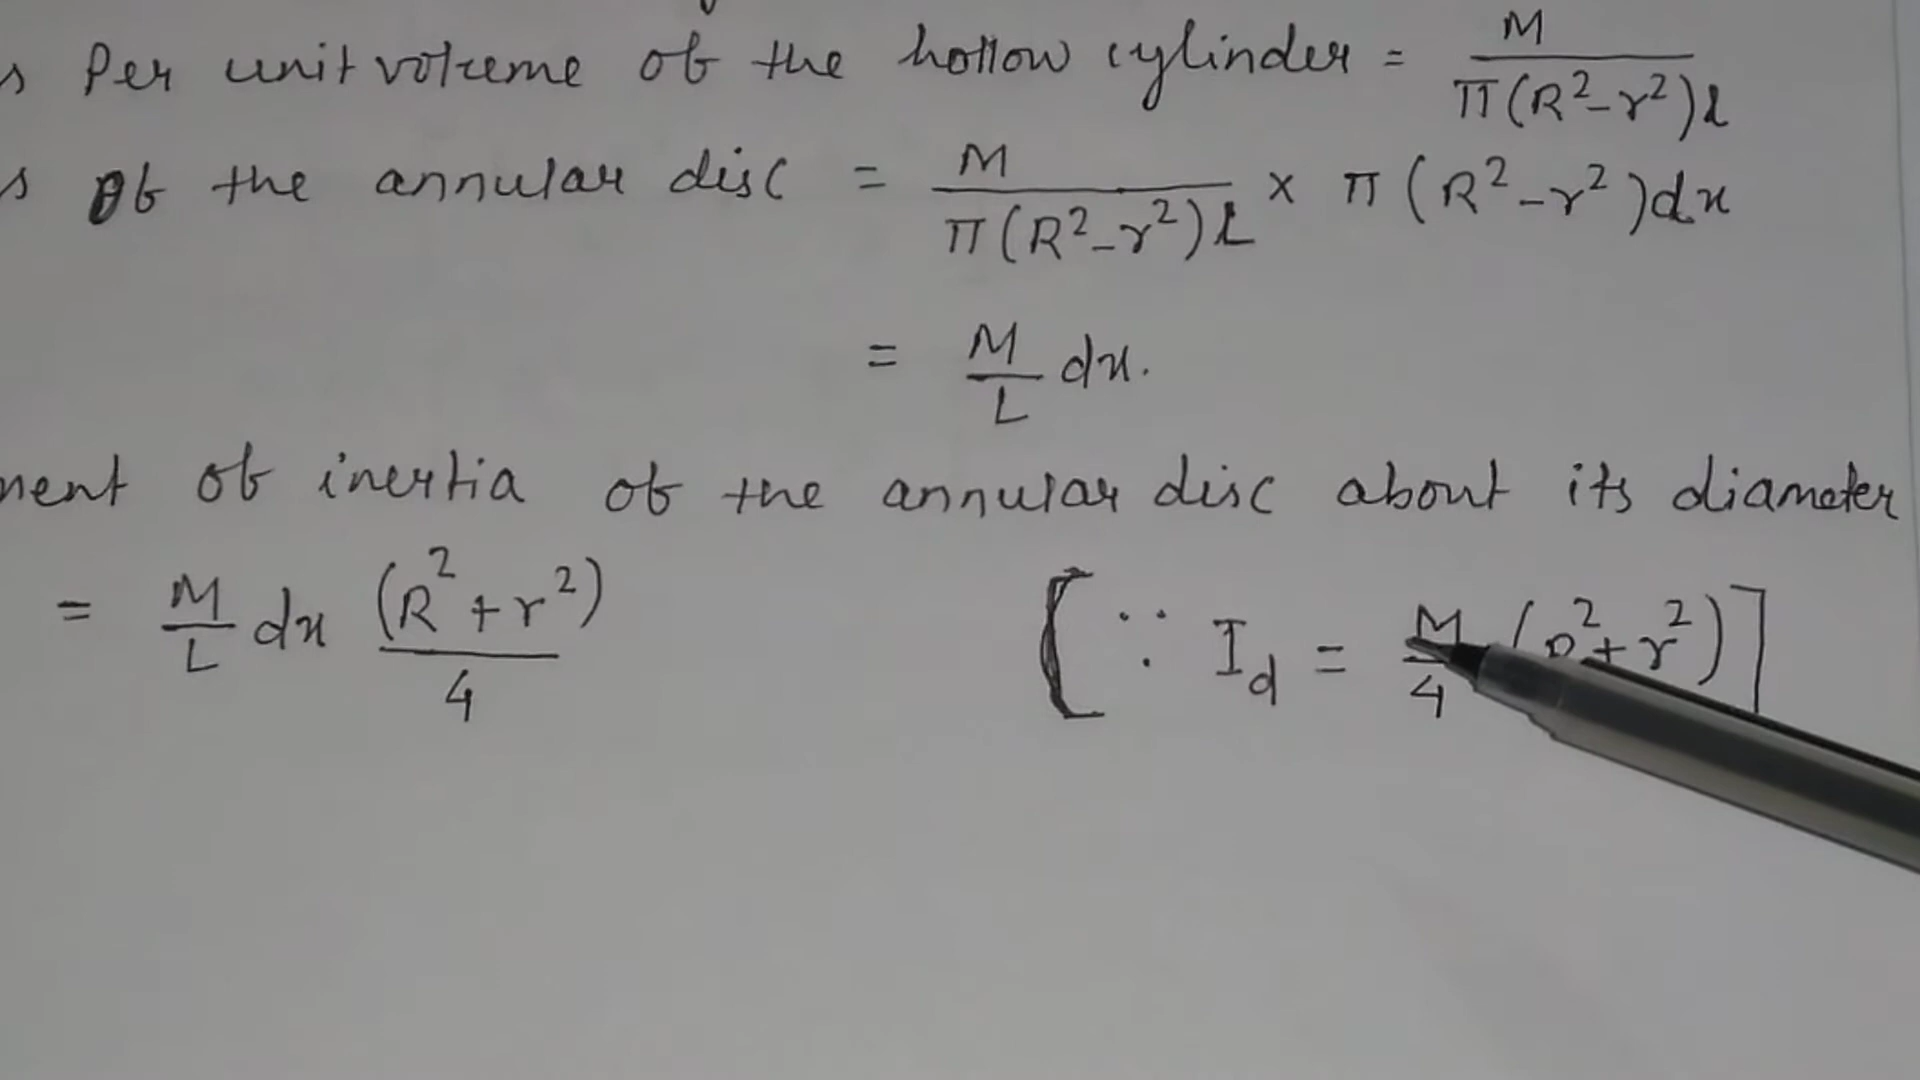 s Per unit volume of the hollow cylinder = M / π(R²-r²)l
s Of the annular disc = M / π(R²-r²)L × π(R²-r²)dx
= M/L dx.
ment of inertia of the annular disc about its diameter
= M/L dx (R²+r²)/4 [∵ I_d = M/4 (R²+r²)]